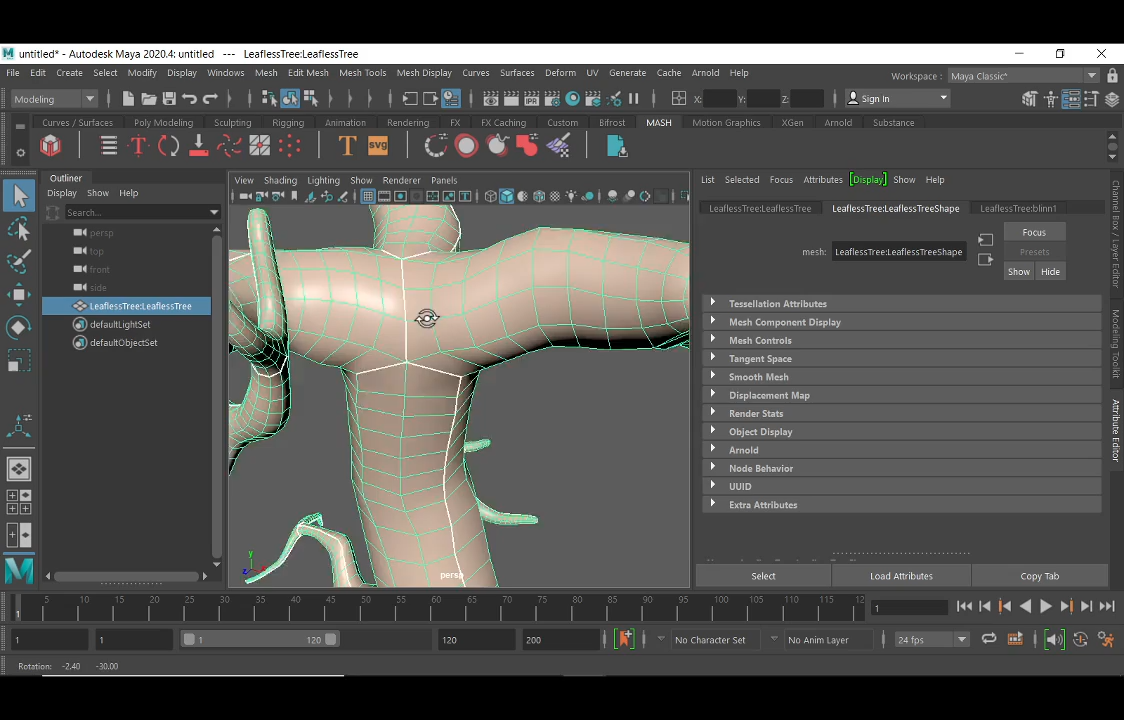 untitled* - Autodesk Maya 2020.4: untitled --- LeaflessTree:LeaflessTree
File Edit Create Select Modify Display Windows Mesh Edit Mesh Mesh Tools Mesh Display Curves Surfaces Deform UV Generate Cache Arnold Help Workspace : Maya Classic*
Modeling IPR X: Y: Z: Sign In
Curves / Surfaces Poly Modeling Sculpting Rigging Animation Rendering FX FX Caching Custom Bifrost MASH Motion Graphics XGen Arnold Substance
T svg
Outliner
Display Show Help
Search...
persp
top
front
side
LeaflessTree:LeaflessTree
defaultLightSet
defaultObjectSet
View Shading Lighting Show Renderer Panels
y
z x
persp
List Selected Focus Attributes Display Show Help
LeaflessTree:LeaflessTree LeaflessTree:LeaflessTreeShape LeaflessTree:blinn1
Focus
mesh: LeaflessTree:LeaflessTreeShape Presets
Show Hide
Tessellation Attributes
Mesh Component Display
Mesh Controls
Tangent Space
Smooth Mesh
Displacement Map
Render Stats
Object Display
Arnold
Node Behavior
UUID
Extra Attributes
Select Load Attributes Copy Tab
Channel Box / Layer Editor
Modeling Toolkit
Attribute Editor
5 10 15 20 25 30 35 40 45 50 55 60 65 70 75 80 85 90 95 100 105 110 115 12
1 1
1 1 1 120 120 200 No Character Set No Anim Layer 24 fps
Rotation: -2.40 -30.00